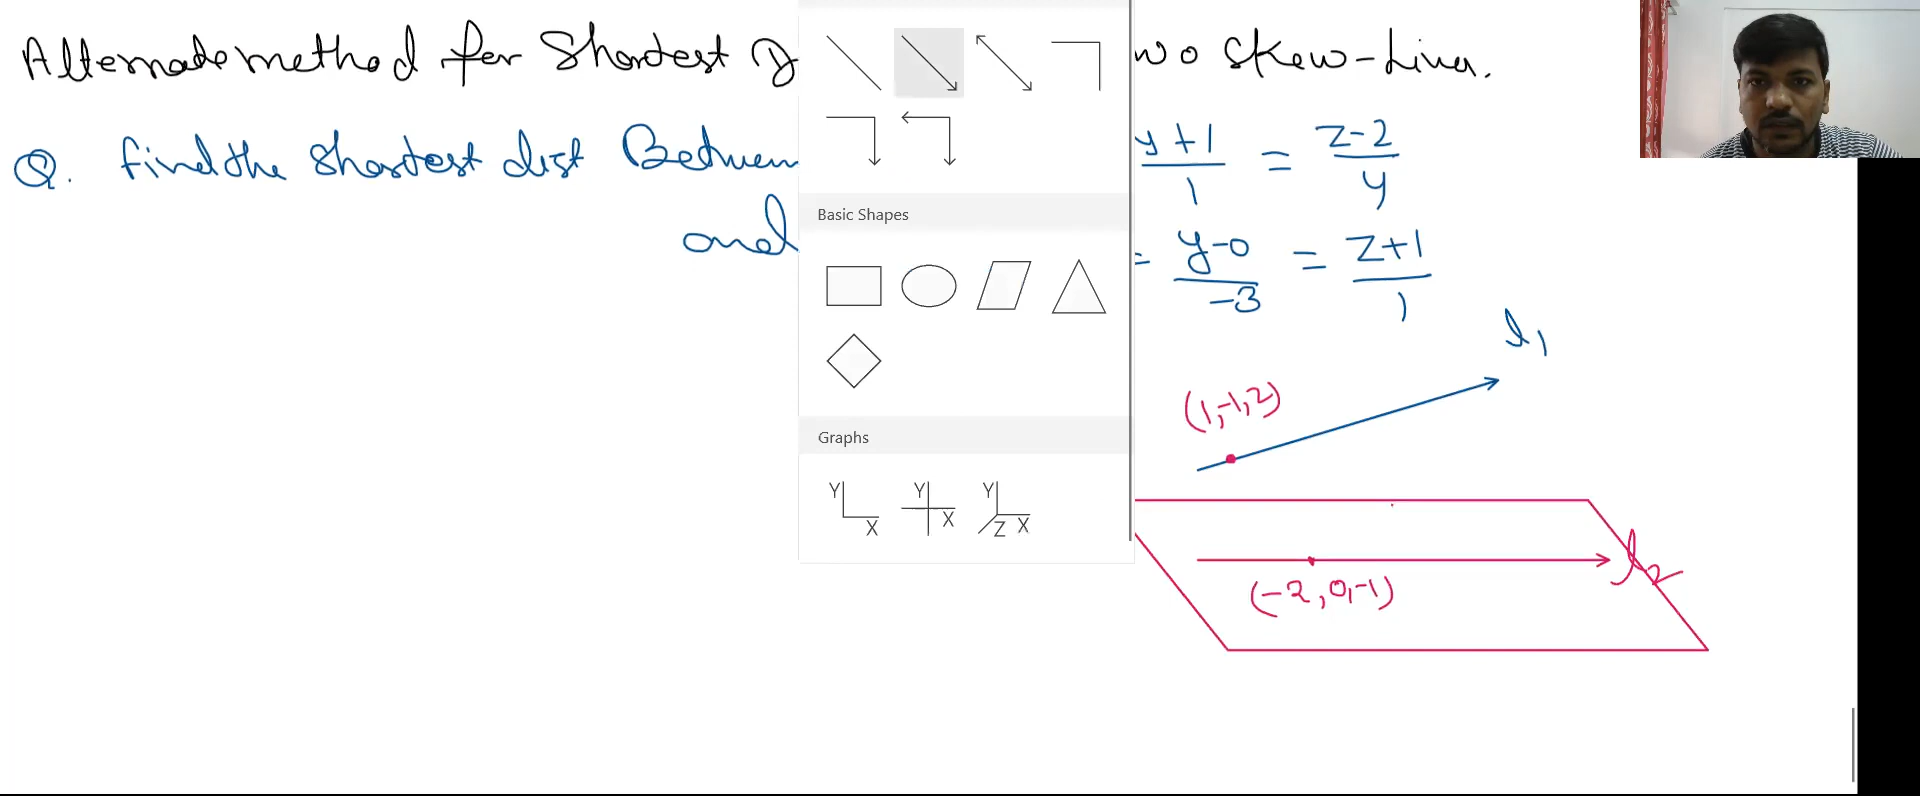 Alternade method for Shortest D wo Skew-Lines.
Q. find the Shortest dist Between y+1/1 = z-2/4
and = y-0/-3 = z+1/1
l1
(1,-1,2)
l2
(-2,0,-1)
Basic Shapes
Graphs
Y X Y X Y Z X